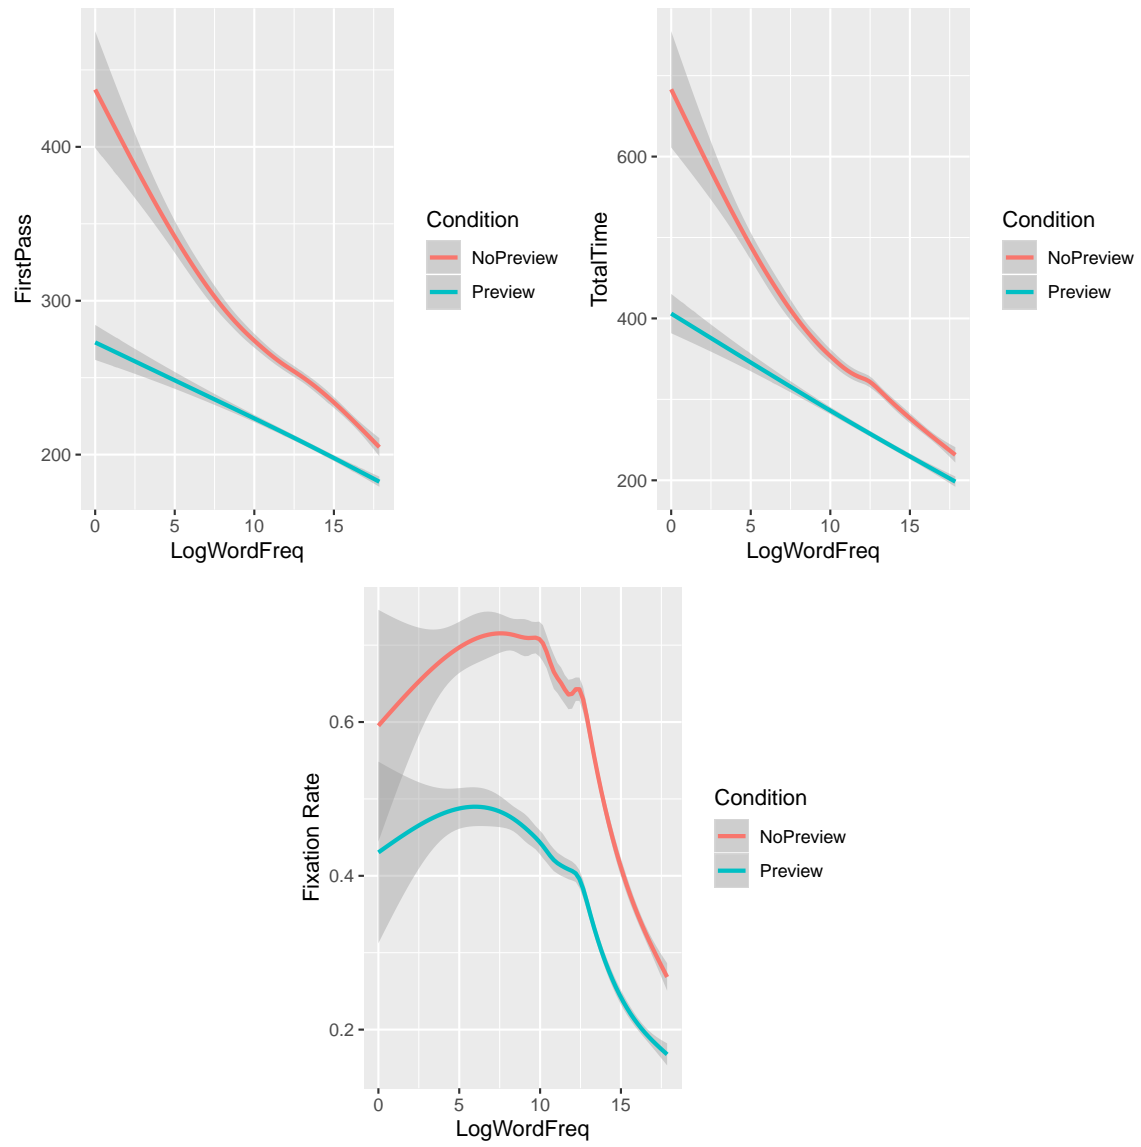 FirstPass
400
300
200
0 5 10 15
LogWordFreq
Condition
NoPreview
Preview
TotalTime
600
400
200
0 5 10 15
LogWordFreq
Condition
NoPreview
Preview
Fixation Rate
0.6
0.4
0.2
0 5 10 15
LogWordFreq
Condition
NoPreview
Preview